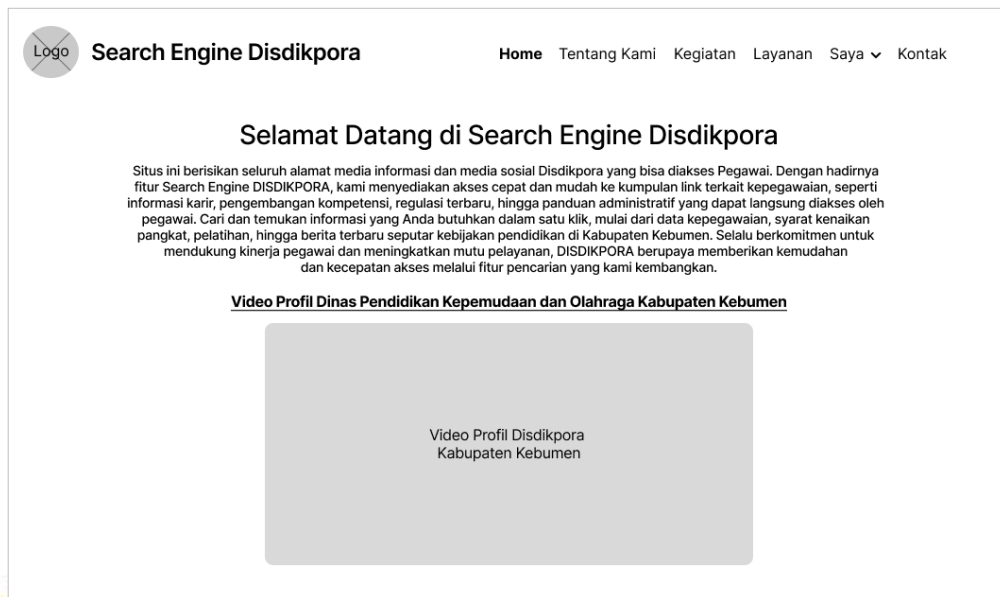 Logo
Search Engine Disdikpora
Home Tentang Kami Kegiatan Layanan Saya Kontak
Selamat Datang di Search Engine Disdikpora
Situs ini berisikan seluruh alamat media informasi dan media sosial Disdikpora yang bisa diakses Pegawai. Dengan hadirnya
fitur Search Engine DISDIKPORA, kami menyediakan akses cepat dan mudah ke kumpulan link terkait kepegawaian, seperti
informasi karir, pengembangan kompetensi, regulasi terbaru, hingga panduan administratif yang dapat langsung diakses oleh
pegawai. Cari dan temukan informasi yang Anda butuhkan dalam satu klik, mulai dari data kepegawaian, syarat kenaikan
pangkat, pelatihan, hingga berita terbaru seputar kebijakan pendidikan di Kabupaten Kebumen. Selalu berkomitmen untuk
mendukung kinerja pegawai dan meningkatkan mutu pelayanan, DISDIKPORA berupaya memberikan kemudahan
dan kecepatan akses melalui fitur pencarian yang kami kembangkan.
Video Profil Dinas Pendidikan Kepemudaan dan Olahraga Kabupaten Kebumen
Video Profil Disdikpora
Kabupaten Kebumen